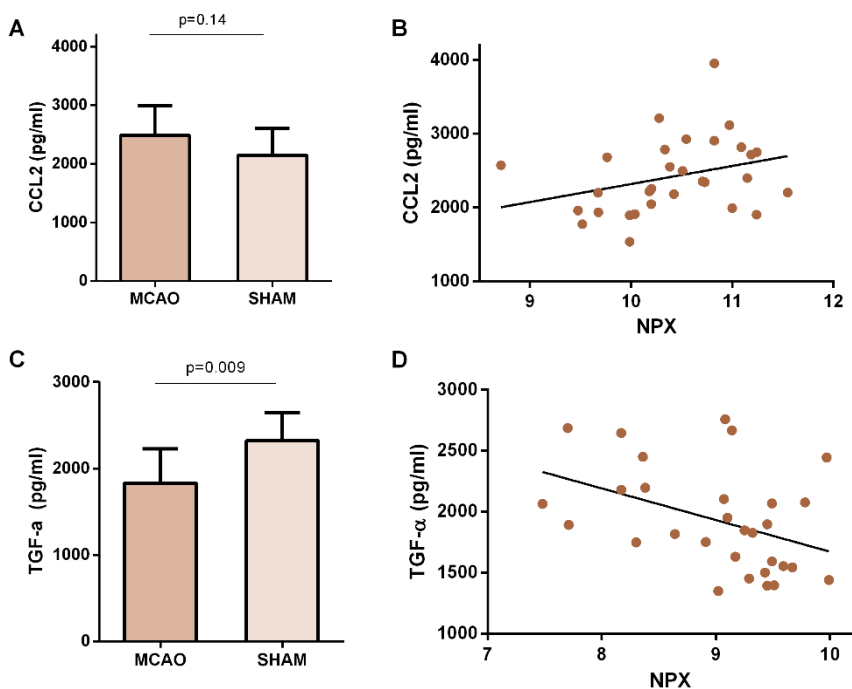 A
p=0.14
CCL2 (pg/ml)
4000
3000
2000
1000
0
MCAO SHAM
B
CCL2 (pg/ml)
4000
3000
2000
1000
9 10 11 12
NPX
C
p=0.009
TGF-a (pg/ml)
3000
2000
1000
0
MCAO SHAM
D
TGF-α (pg/ml)
3000
2500
2000
1500
1000
7 8 9 10
NPX